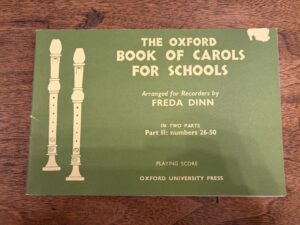 THE OXFORD
BOOK OF CAROLS
FOR SCHOOLS
Arranged for Recorders by
FREDA DINN
IN TWO PARTS
Part II: numbers 26-50
PLAYING SCORE
OXFORD UNIVERSITY PRESS